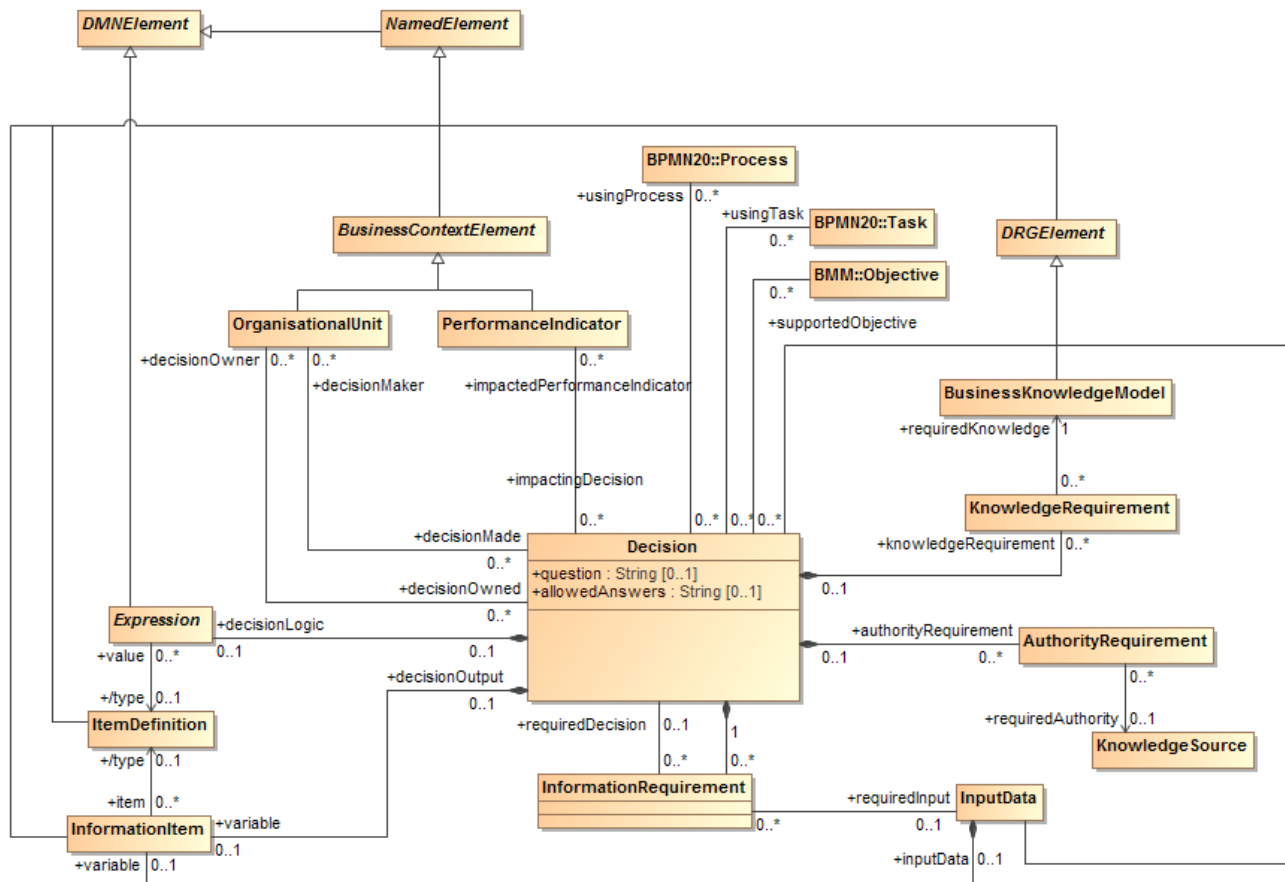 DMNElement
NamedElement
BPMN20::Process
+usingProcess
0..*
+usingTask
BPMN20::Task
0..*
BusinessContextElement
DRGElement
BMM::Objective
0..*
+supportedObjective
OrganisationalUnit
PerformanceIndicator
+decisionOwner
0..*
0..*
0..*
+decisionMaker
+impactedPerformanceIndicator
BusinessKnowledgeModel
+requiredKnowledge
1
+impactingDecision
0..*
0..*
0..*
0..*
0..*
KnowledgeRequirement
+decisionMade
0..*
Decision
+knowledgeRequirement
0..*
+question : String [0..1]
+allowedAnswers : String [0..1]
0..1
+decisionOwned
0..*
Expression
+decisionLogic
0..1
0..1
+authorityRequirement
0..1
0..*
AuthorityRequirement
+value
0..*
+decisionOutput
0..1
0..*
+/type
0..1
ItemDefinition
+requiredDecision
0..1
1
+requiredAuthority
0..1
KnowledgeSource
+/type
0..1
0..*
0..*
InformationRequirement
+item
0..*
InformationItem
+variable
0..1
+requiredInput
0..*
0..1
InputData
+variable
0..1
+inputData
0..1